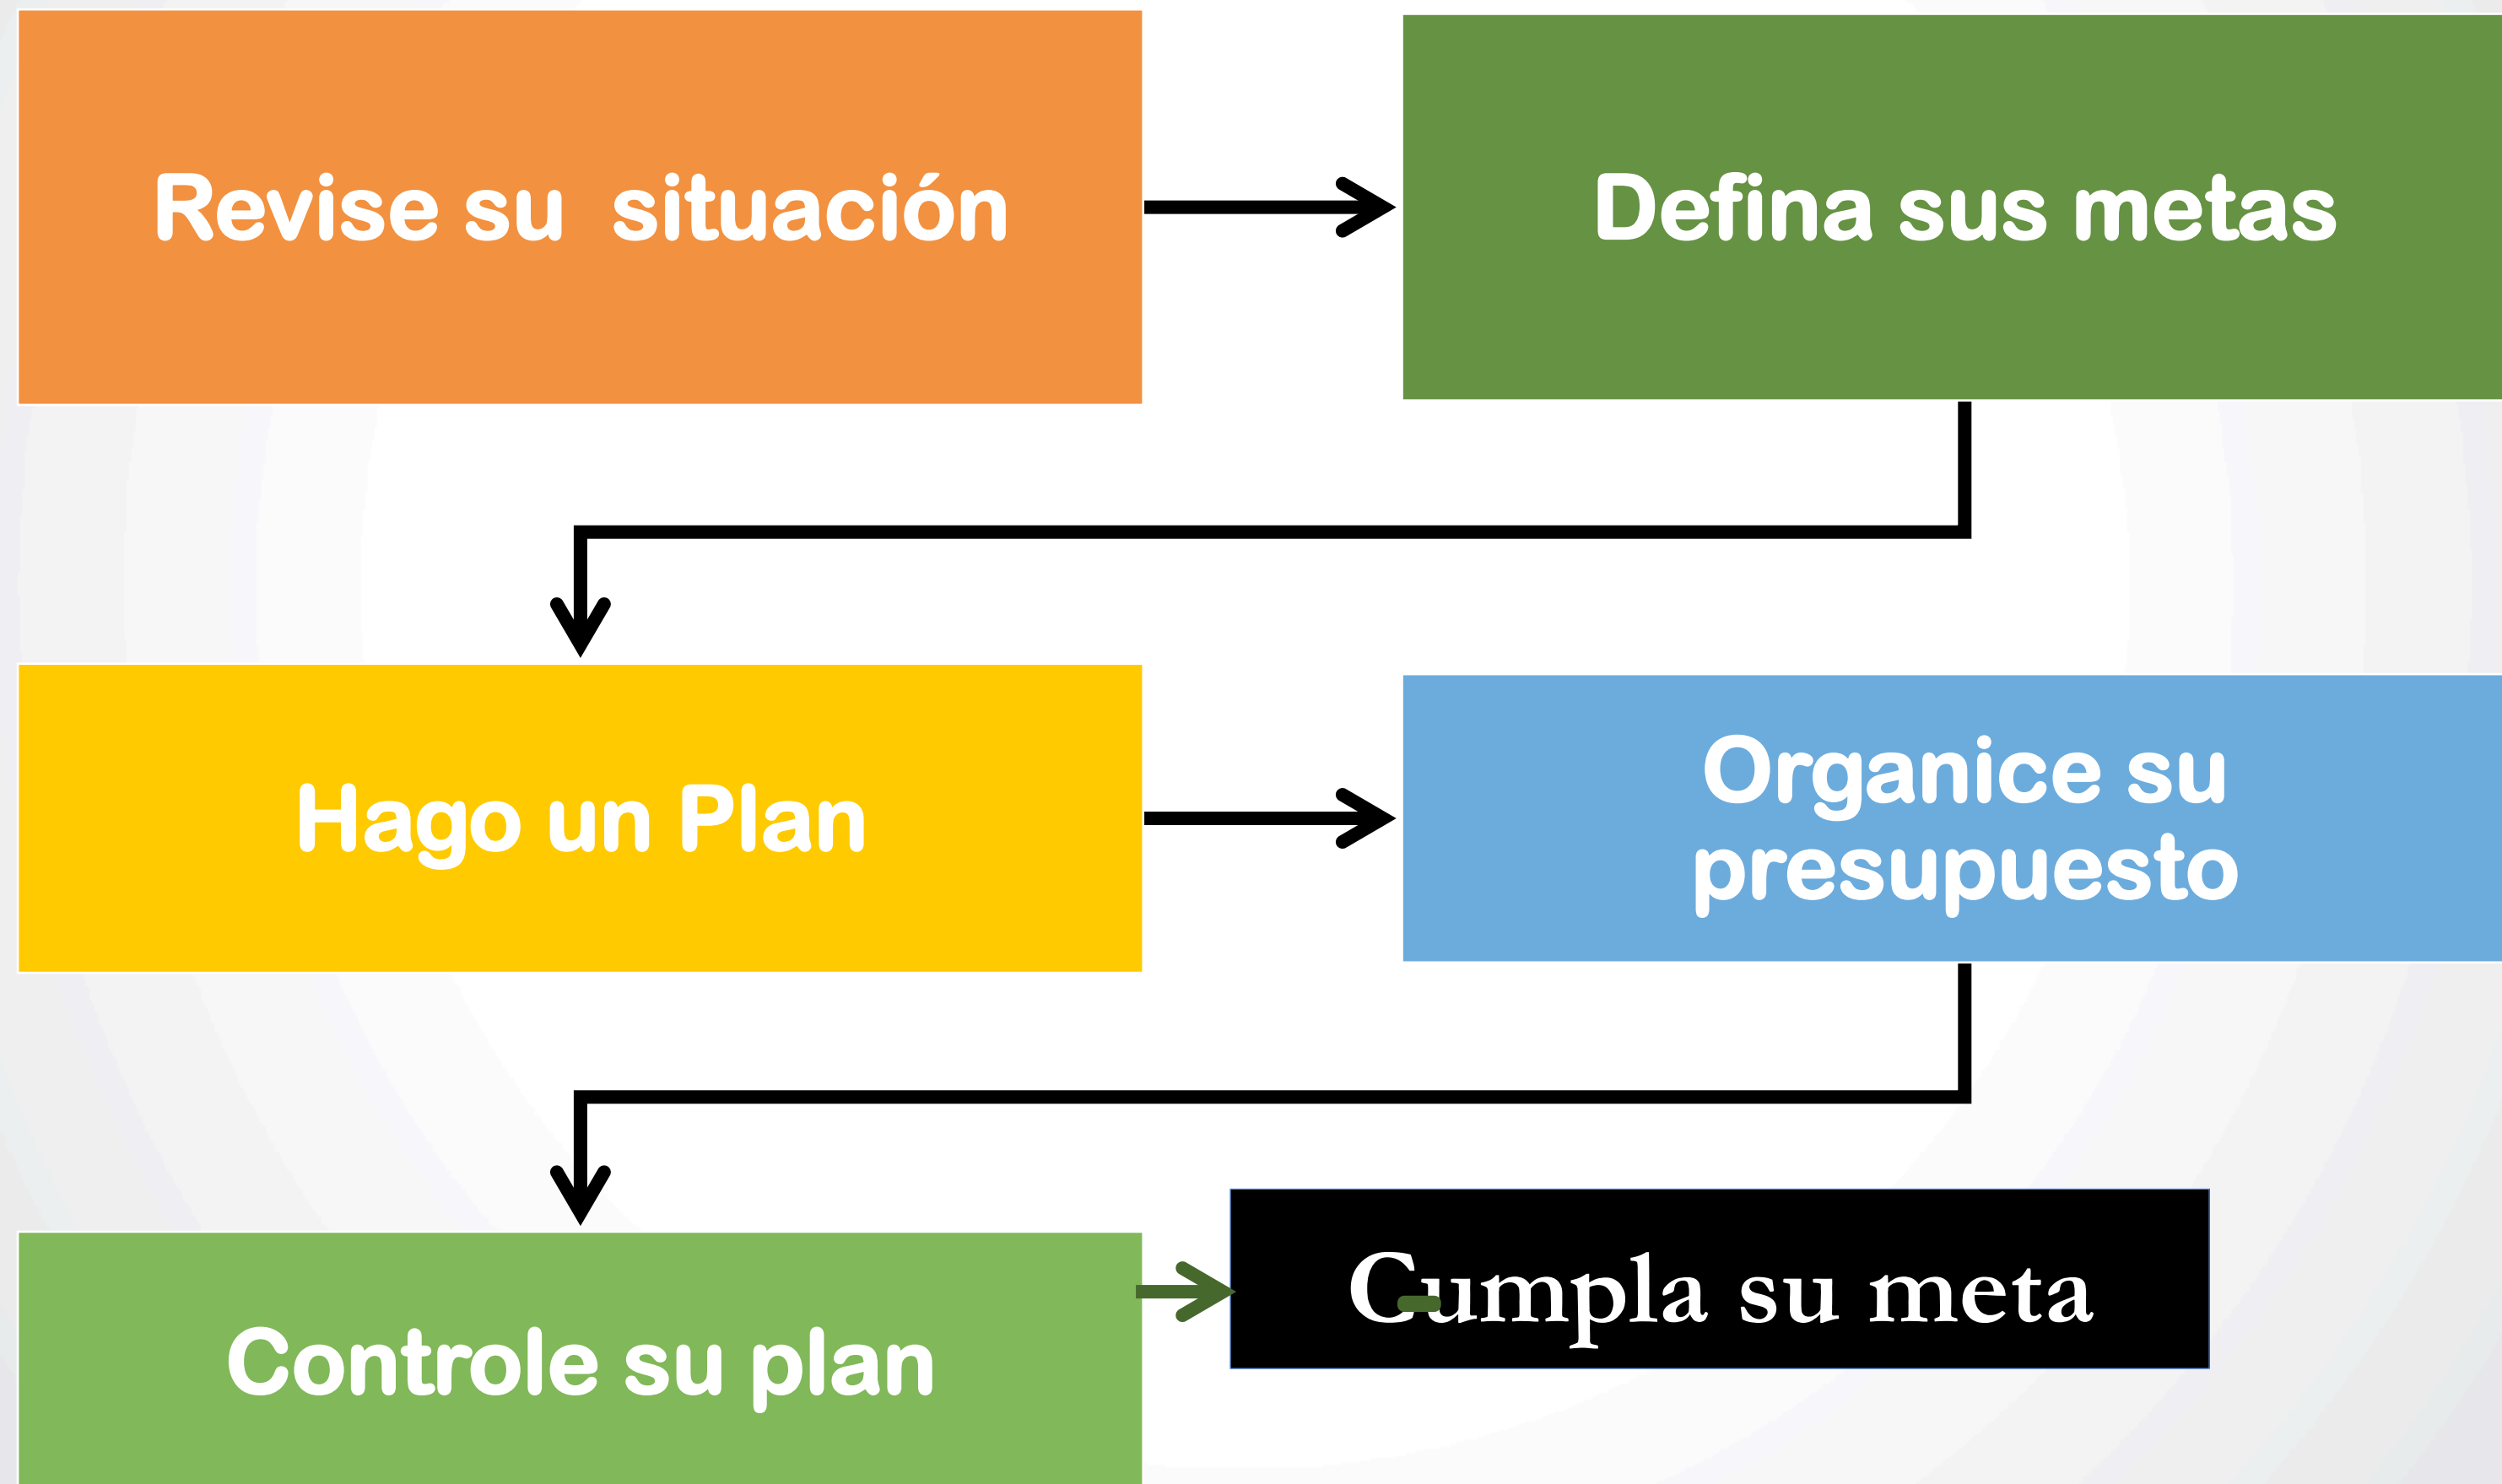 Revise su situación
Defina sus metas
Hago un Plan
Organice su
presupuesto
Controle su plan
Cumpla su meta